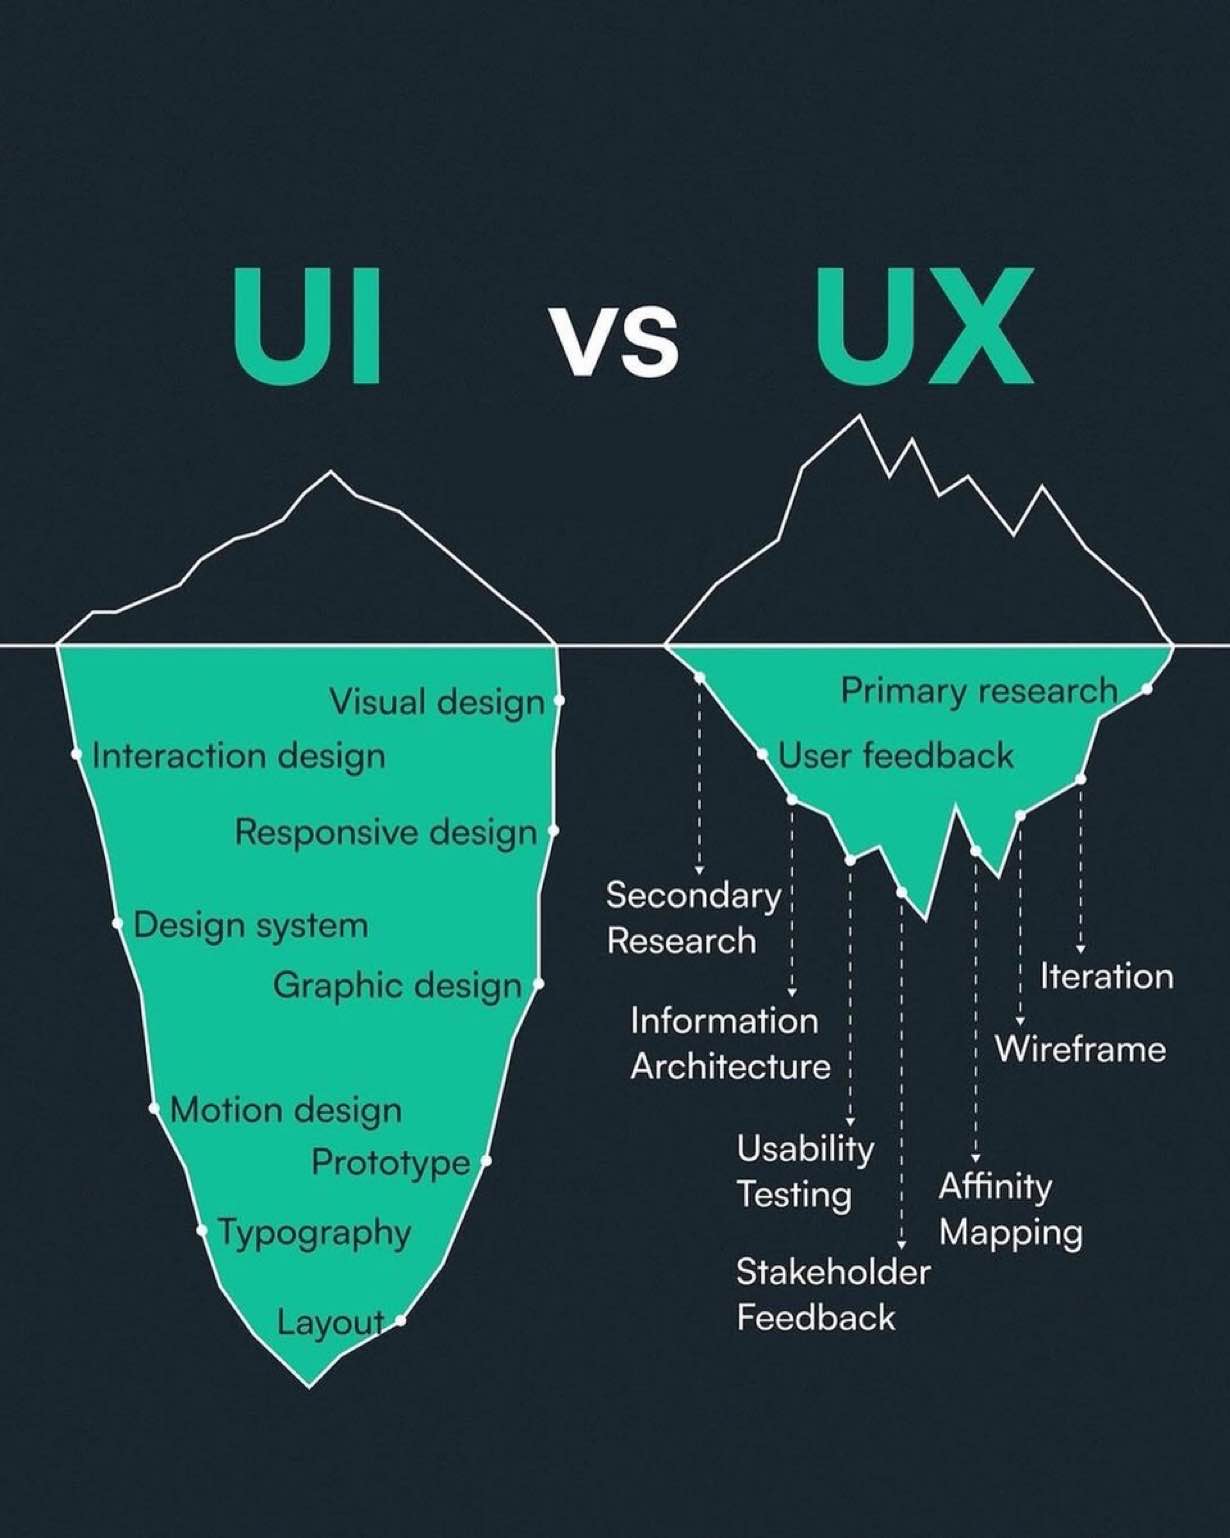 UI vs UX
Visual design
Interaction design
Responsive design
Design system
Graphic design
Motion design
Prototype
Typography
Layout
Primary research
User feedback
Secondary
Research
Information
Architecture
Usability
Testing
Stakeholder
Feedback
Affinity
Mapping
Wireframe
Iteration